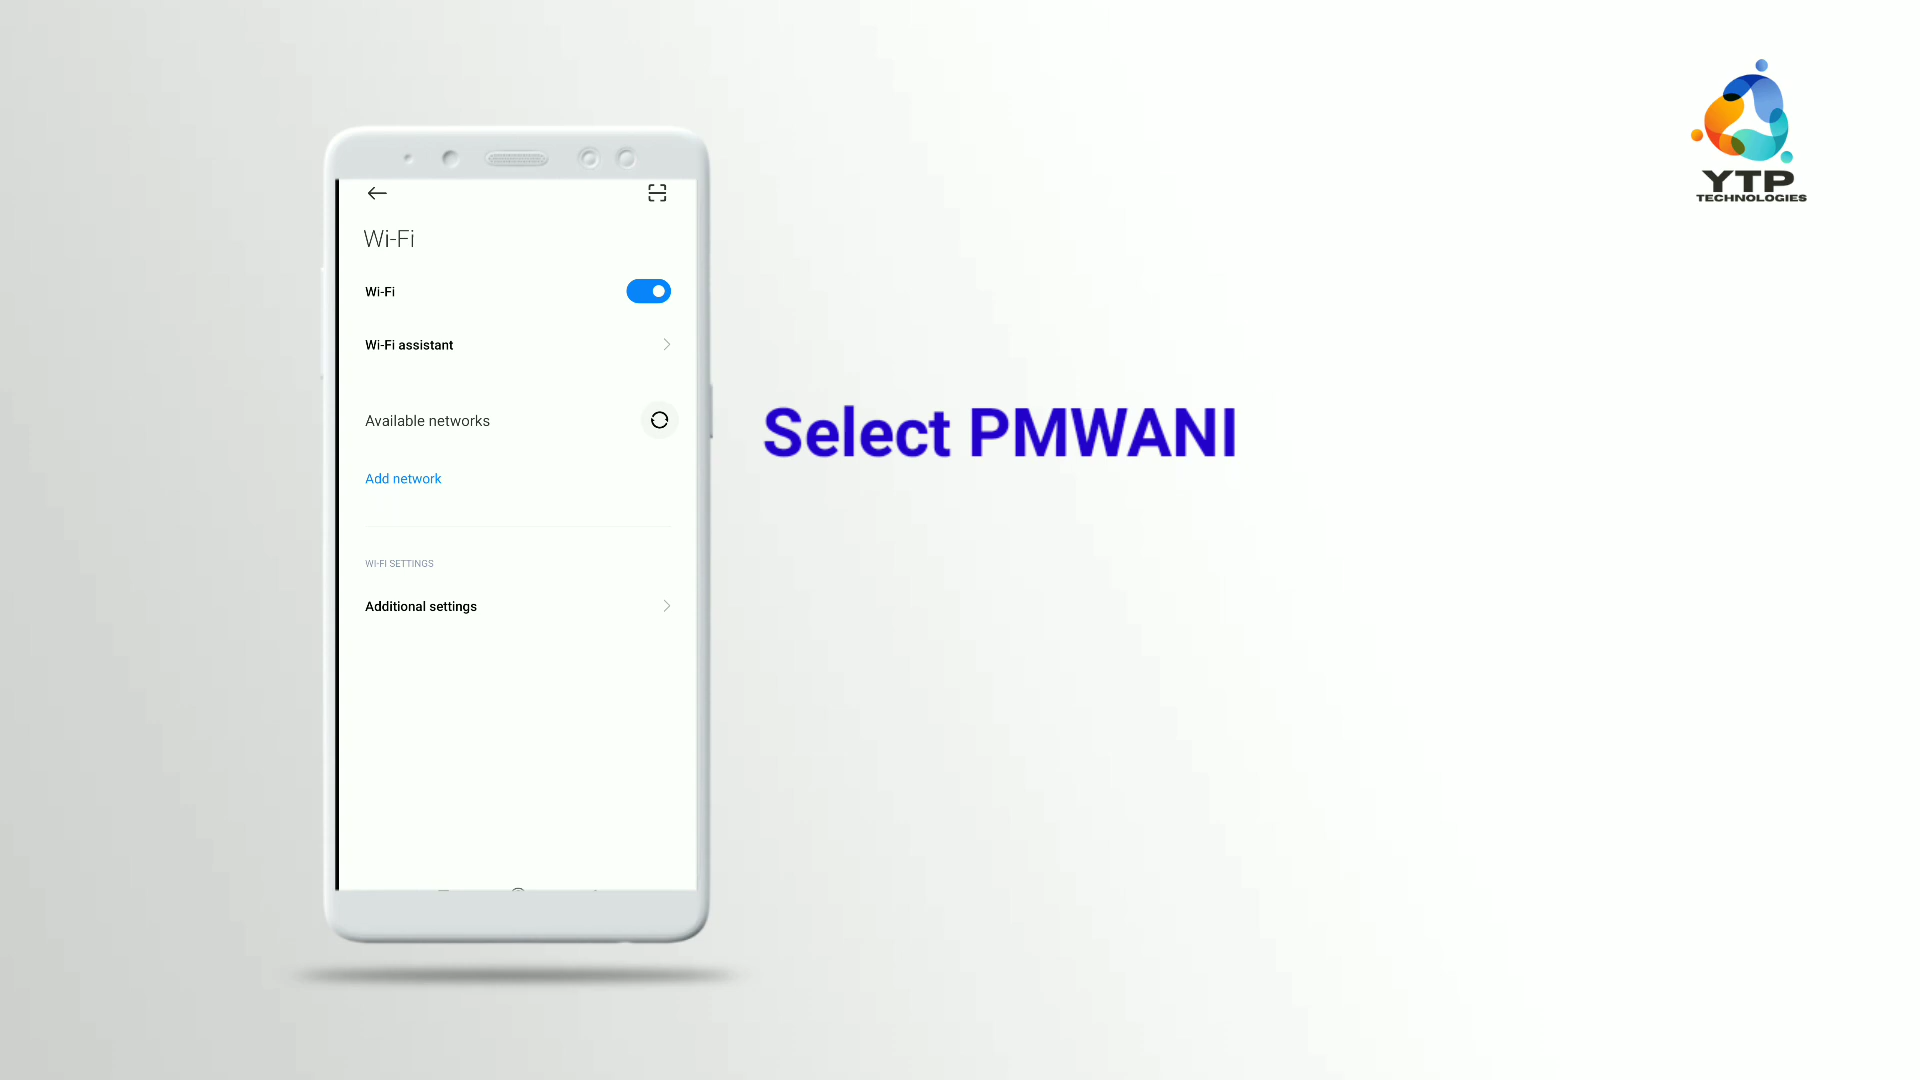 YTP
TECHNOLOGIES
Wi-Fi
Wi-Fi
Wi-Fi assistant
Available networks
Add network
WI-FI SETTINGS
Additional settings
Select PMWANI